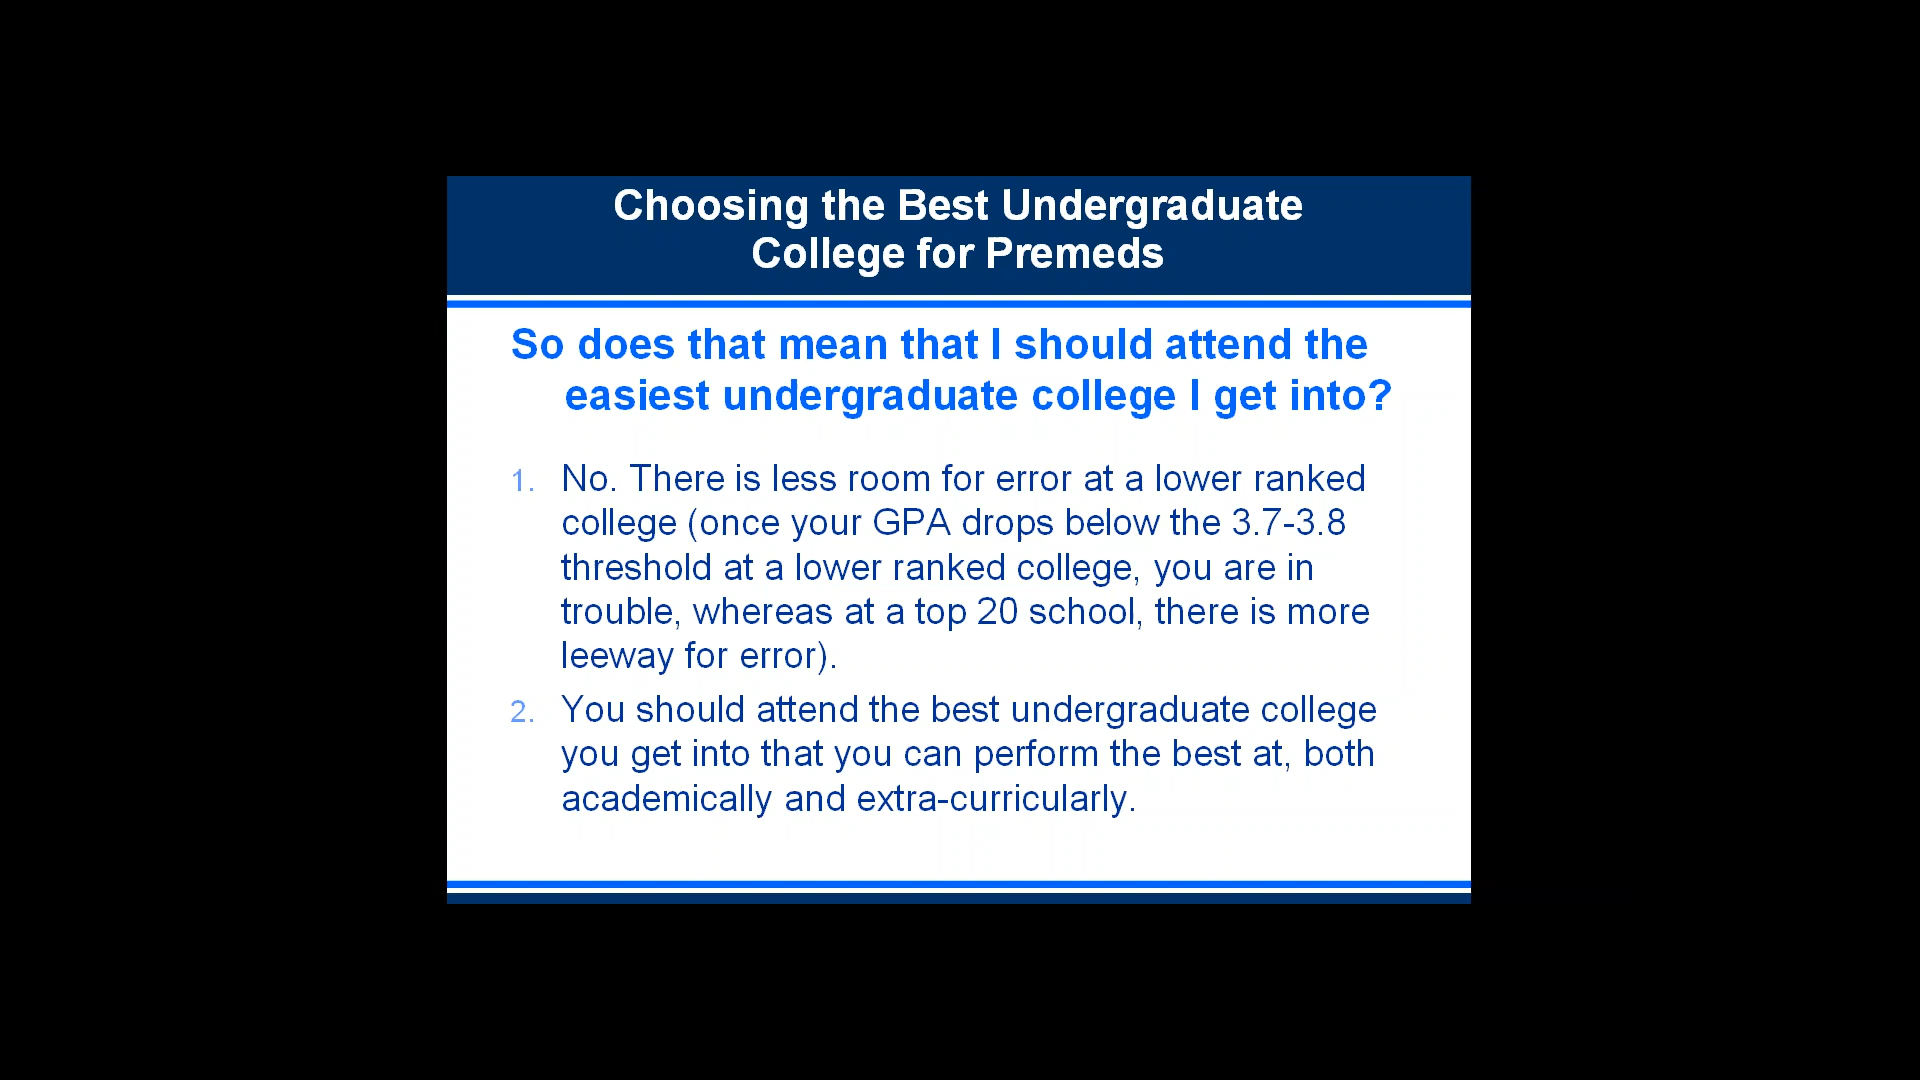 Choosing the Best Undergraduate
College for Premeds
So does that mean that I should attend the
easiest undergraduate college I get into?
1. No. There is less room for error at a lower ranked
college (once your GPA drops below the 3.7-3.8
threshold at a lower ranked college, you are in
trouble, whereas at a top 20 school, there is more
leeway for error).
2. You should attend the best undergraduate college
you get into that you can perform the best at, both
academically and extra-curricularly.